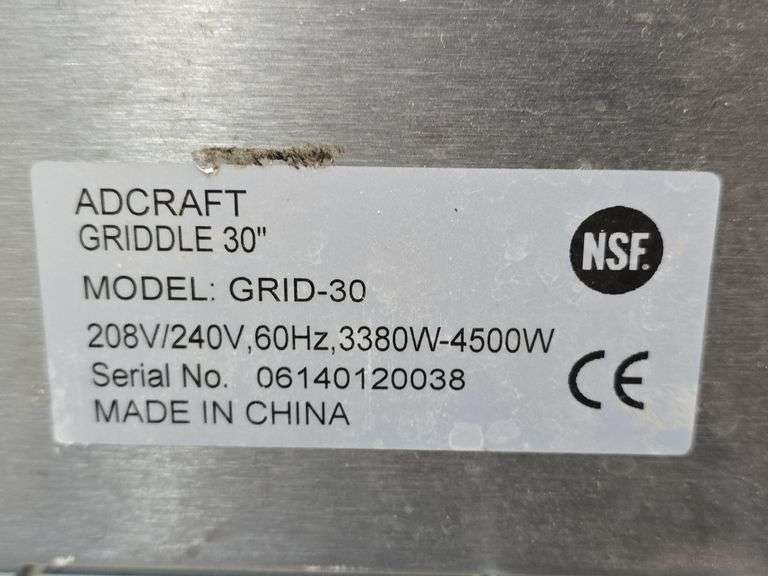 ADCRAFT
GRIDDLE 30"
NSF.
MODEL: GRID-30
208V/240V,60Hz,3380W-4500W
Serial No. 06140120038
CE
MADE IN CHINA